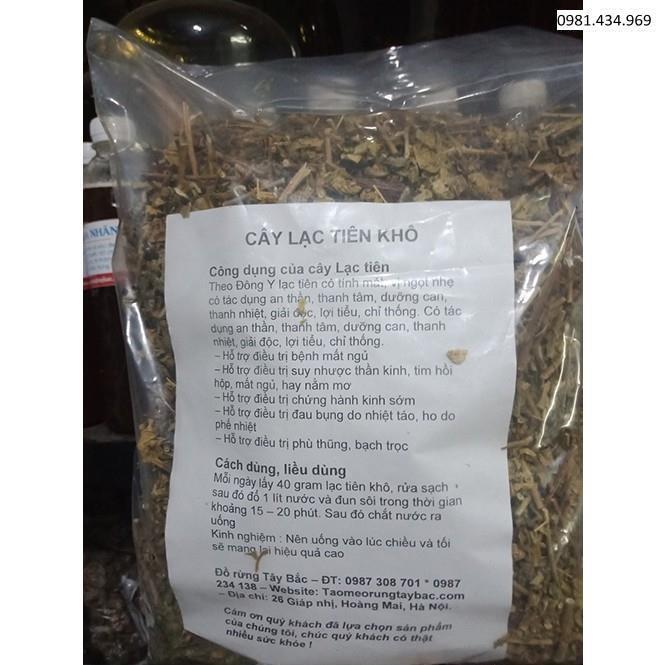 0981.434.969
NHÂN
CÂY LẠC TIÊN KHÔ
Công dụng của cây Lạc tiên
Theo Đông Y lạc tiên có tính mát, vị ngọt nhẹ
có tác dụng an thần, thanh tâm, dưỡng can,
thanh nhiệt, giải độc, lợi tiểu, chỉ thống. Có tác
dụng an thần, thanh tâm, dưỡng can, thanh
nhiệt, giải độc, lợi tiểu, chỉ thống.
– Hỗ trợ điều trị bệnh mất ngủ
– Hỗ trợ điều trị suy nhược thần kinh, tim hồi
hộp, mất ngủ, hay nằm mơ
– Hỗ trợ điều trị chứng hành kinh sớm
– Hỗ trợ điều trị đau bụng do nhiệt táo, ho do
phế nhiệt
– Hỗ trợ điều trị phù thũng, bạch trọc
Cách dùng, liều dùng
Mỗi ngày lấy 40 gram lạc tiên khô, rửa sạch
sau đó đổ 1 lít nước và đun sôi trong thời gian
khoảng 15 – 20 phút. Sau đó chắt nước ra
uống
Kinh nghiệm : Nên uống vào lúc chiều và tối
sẽ mang lại hiệu quả cao
Đồ rừng Tây Bắc – ĐT: 0987 308 701 * 0987
234 138 – Website: Taomeorungtaybac.com
– Địa chỉ: 26 Giáp nhị, Hoàng Mai, Hà Nội.
Cám ơn quý khách đã lựa chọn sản phẩm
của chúng tôi, chúc quý khách có thật
nhiều sức khỏe !